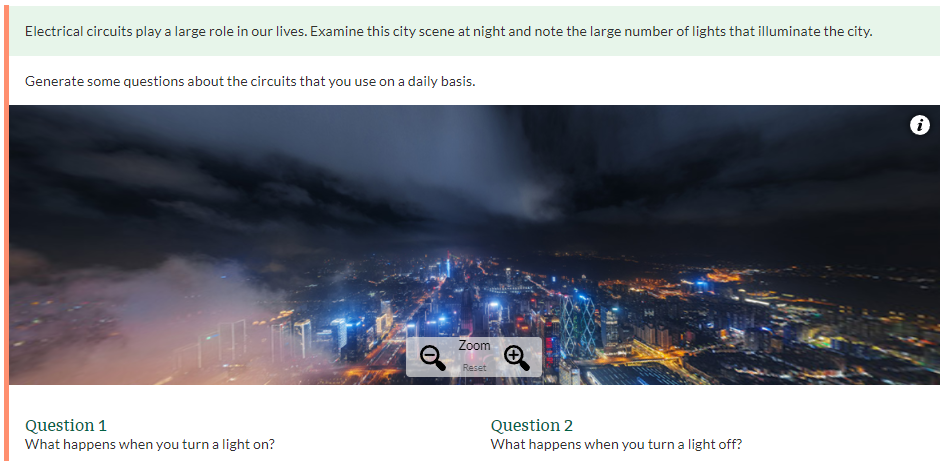 Electrical circuits play a large role in our lives. Examine this city scene at night and note the large number of lights that illuminate the city.
Generate some questions about the circuits that you use on a daily basis.
i
Zoom
Reset
Question 1
What happens when you turn a light on?
Question 2
What happens when you turn a light off?